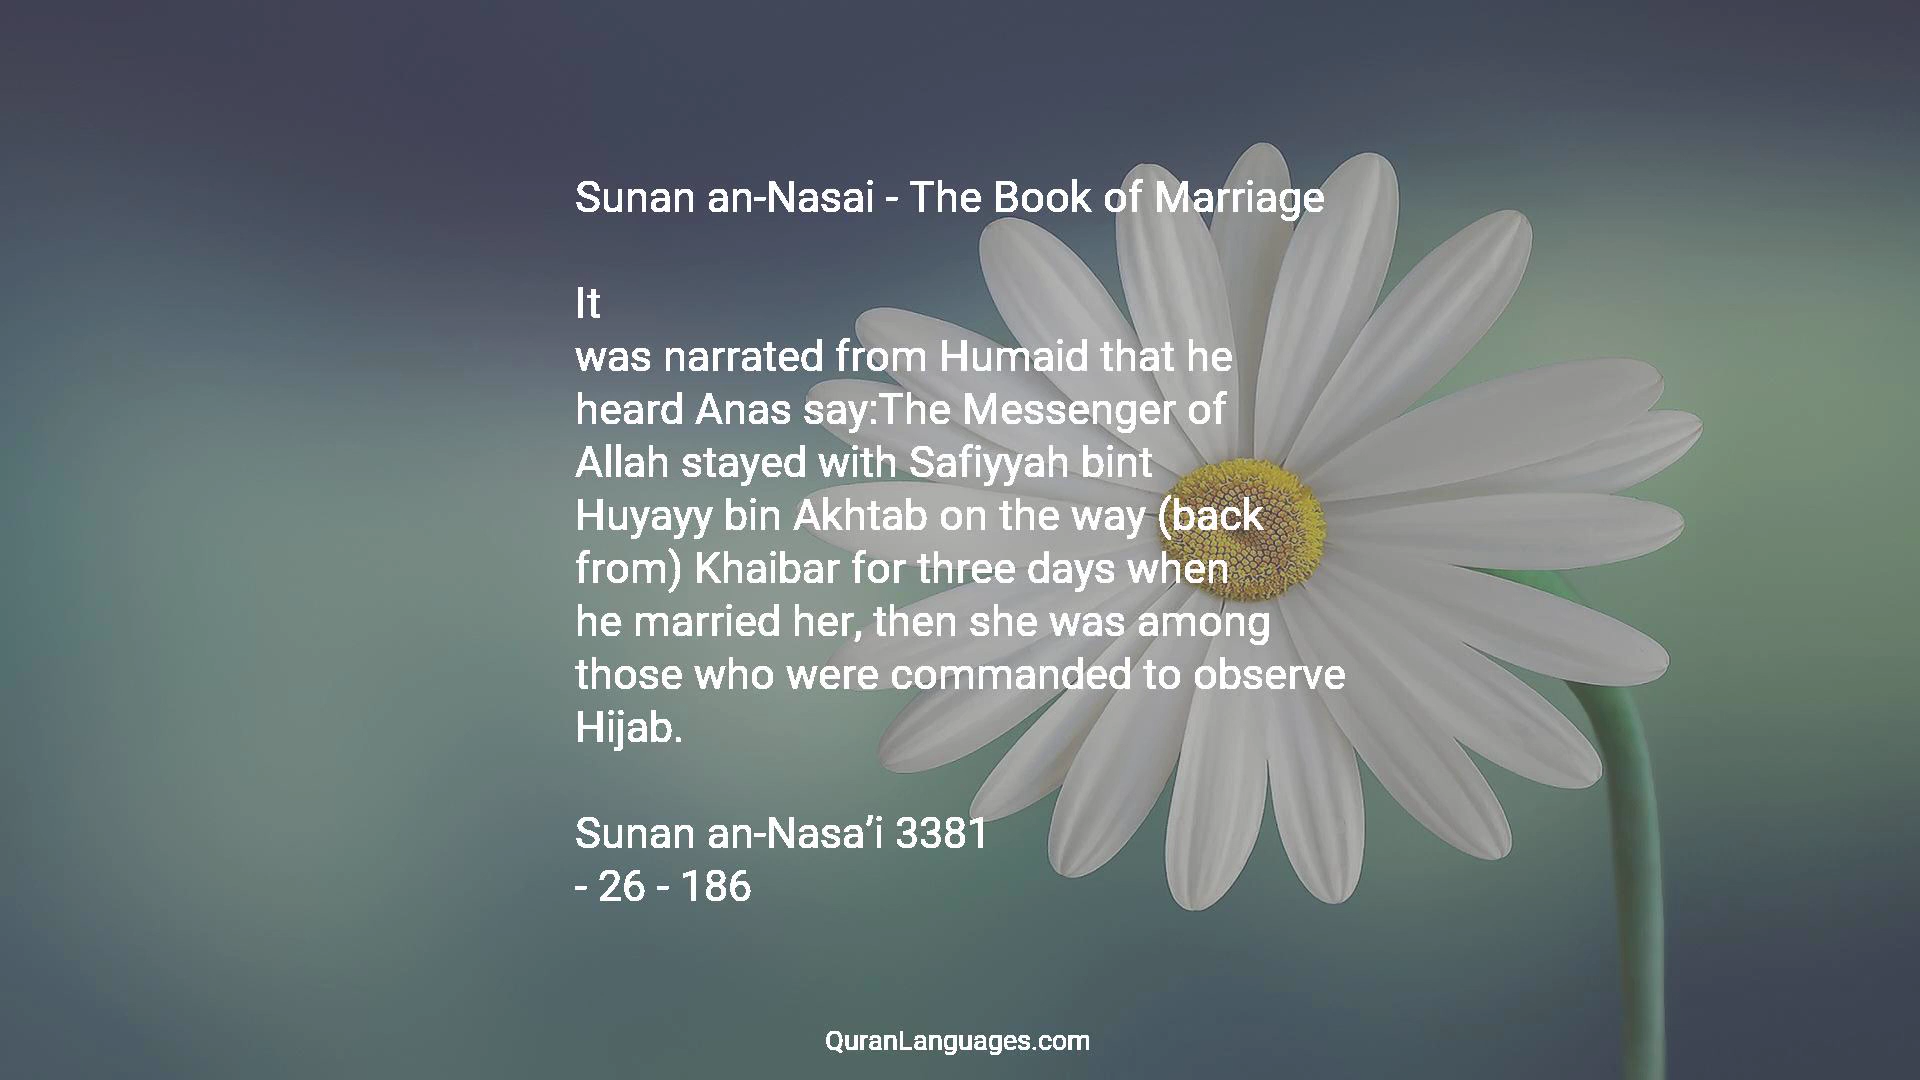 Sunan an-Nasai - The Book of Marriage
It
was narrated from Humaid that he
heard Anas say:The Messenger of
Allah stayed with Safiyyah bint
Huyayy bin Akhtab on the way (back
from) Khaibar for three days when
he married her, then she was among
those who were commanded to observe
Hijab.
Sunan an-Nasa’i 3381
- 26 - 186
QuranLanguages.com